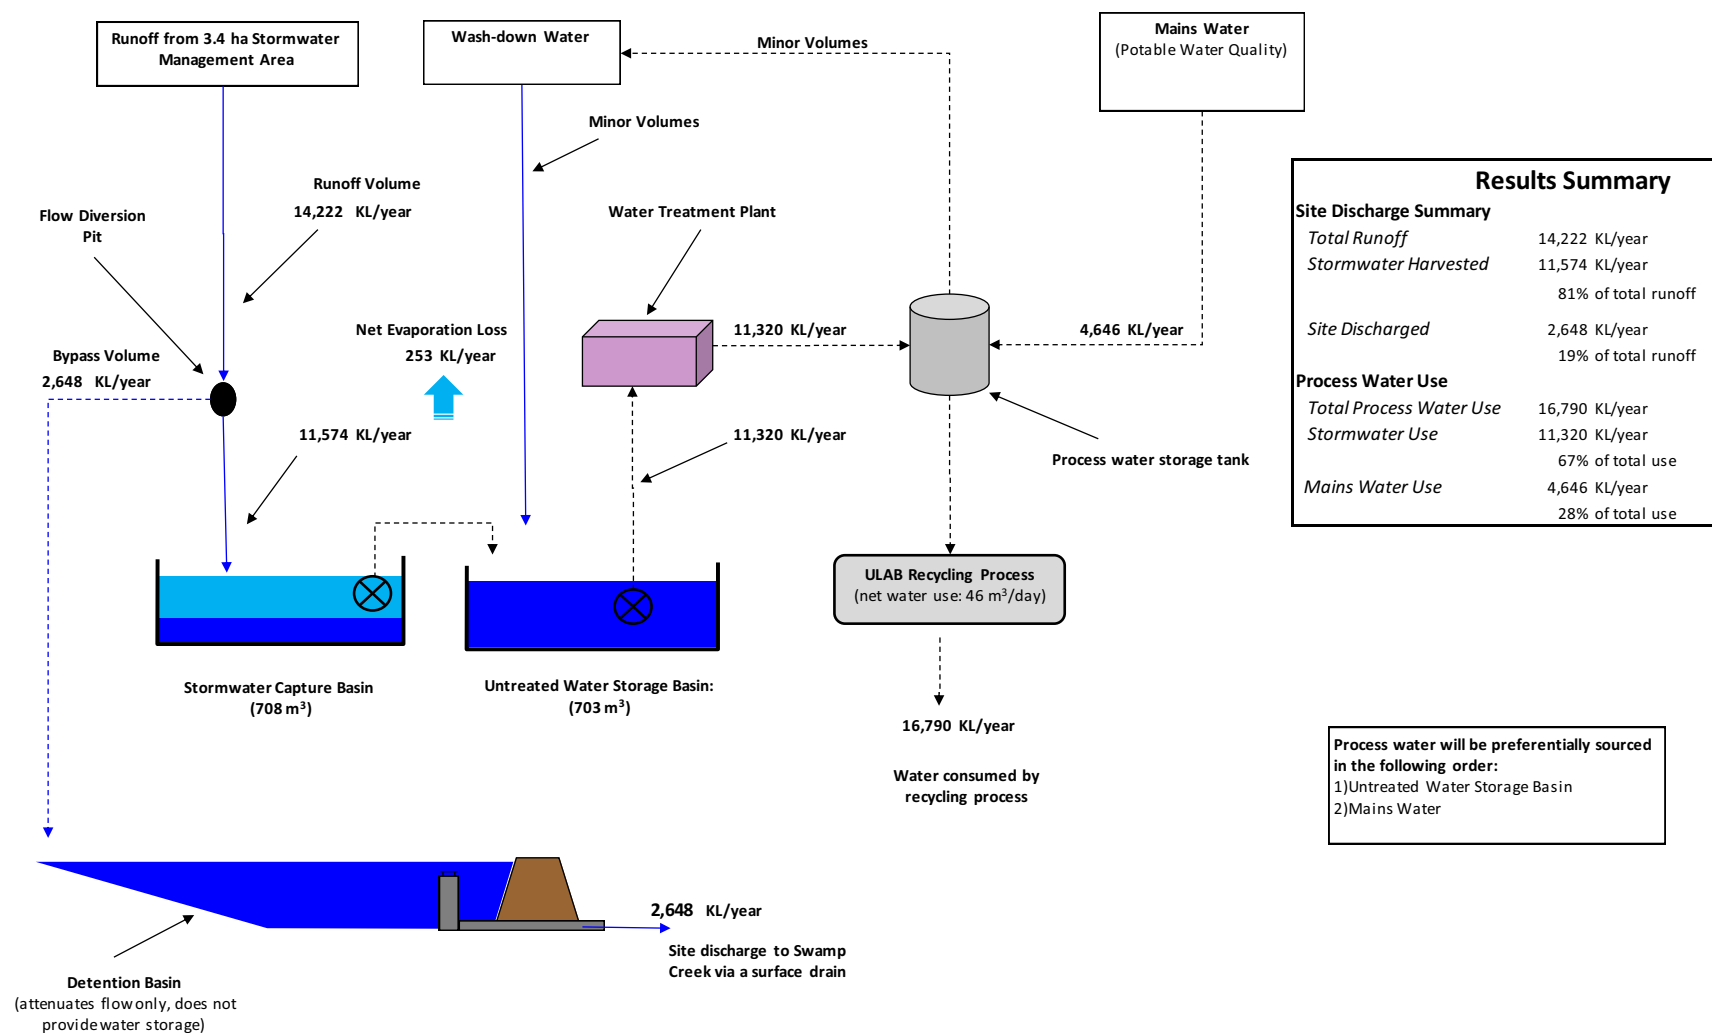 Runoff from 3.4 ha Stormwater
Management Area
Wash-down Water
Minor Volumes
Mains Water
(Potable Water Quality)
Minor Volumes
Runoff Volume
14,222 KL/year
Flow Diversion
Pit
Water Treatment Plant
Net Evaporation Loss
253 KL/year
11,320 KL/year
4,646 KL/year
Bypass Volume
2,648 KL/year
11,574 KL/year
11,320 KL/year
Process water storage tank
Results Summary
Site Discharge Summary
Total Runoff 14,222 KL/year
Stormwater Harvested 11,574 KL/year
81% of total runoff
Site Discharged 2,648 KL/year
19% of total runoff
Process Water Use
Total Process Water Use 16,790 KL/year
Stormwater Use 11,320 KL/year
67% of total use
Mains Water Use 4,646 KL/year
28% of total use
ULAB Recycling Process
(net water use: 46 m³/day)
Stormwater Capture Basin
(708 m³)
Untreated Water Storage Basin:
(703 m³)
16,790 KL/year
Water consumed by
recycling process
Process water will be preferentially sourced
in the following order:
1)Untreated Water Storage Basin
2)Mains Water
2,648 KL/year
Site discharge to Swamp
Creek via a surface drain
Detention Basin
(attenuates flow only, does not
provide water storage)